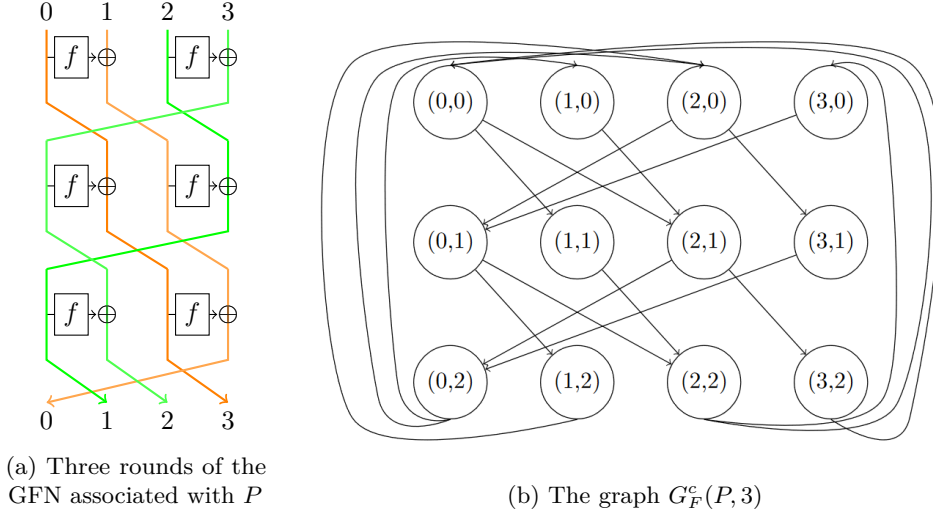 0 1 2 3
f f
f f
f f
0 1 2 3
(a) Three rounds of the
GFN associated with P
(0,0) (1,0) (2,0) (3,0)
(0,1) (1,1) (2,1) (3,1)
(0,2) (1,2) (2,2) (3,2)
(b) The graph G_F^c(P, 3)